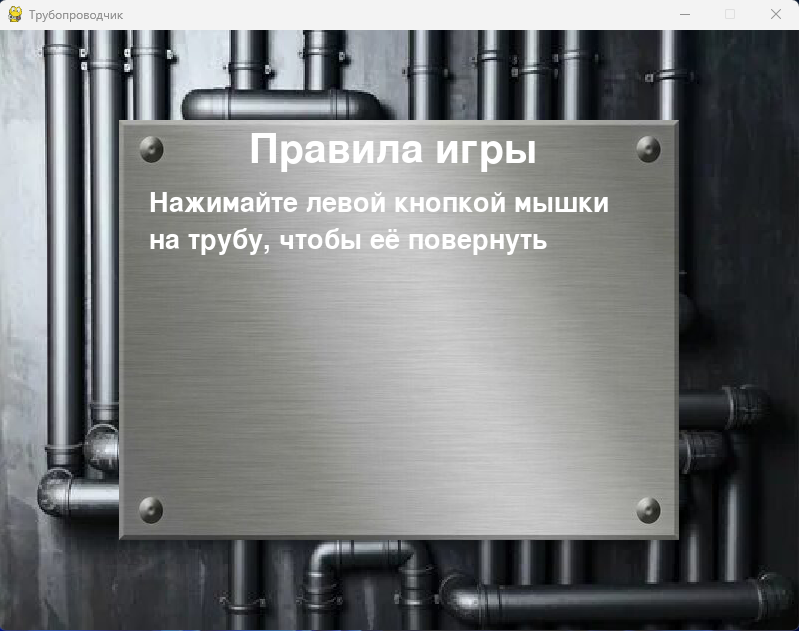 Трубопроводчик
Правила игры
Нажимайте левой кнопкой мышки
на трубу, чтобы её повернуть